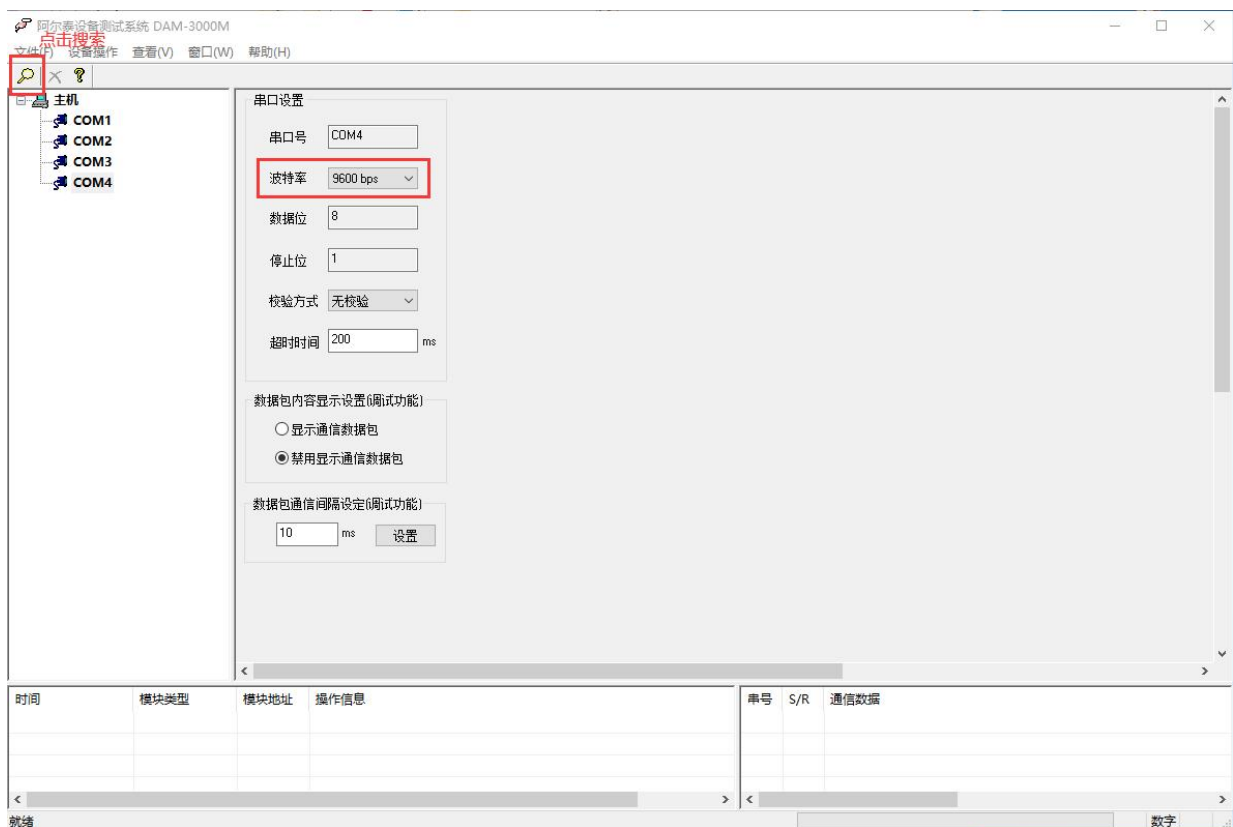 阿尔泰设备测试系统 DAM-3000M
点击搜索
文件(F) 设备操作 查看(V) 窗口(W) 帮助(H)
主机
COM1
COM2
COM3
COM4
串口设置
串口号 COM4
波特率 9600 bps
数据位 8
停止位 1
校验方式 无校验
超时时间 200 ms
数据包内容显示设置(调试功能)
显示通信数据包
禁用显示通信数据包
数据包通信间隔设定(调试功能)
10 ms 设置
时间 模块类型 模块地址 操作信息 串号 S/R 通信数据
就绪 数字